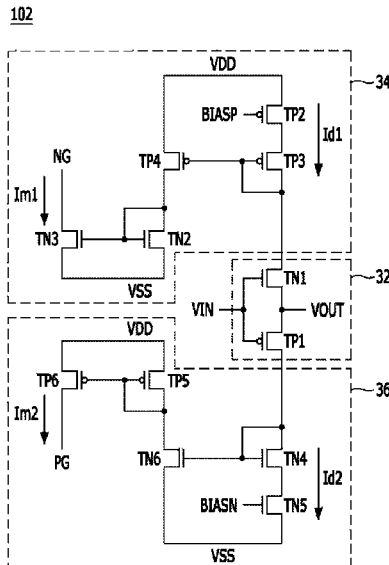 102
VDD
34
BIASP
TP2
Id1
NG
TP4
TP3
Im1
TN3
TN2
VSS
TN1
32
VIN
VOUT
VDD
TP1
TP6
TP5
36
Im2
PG
TN6
TN4
Id2
BIASN
TN5
VSS